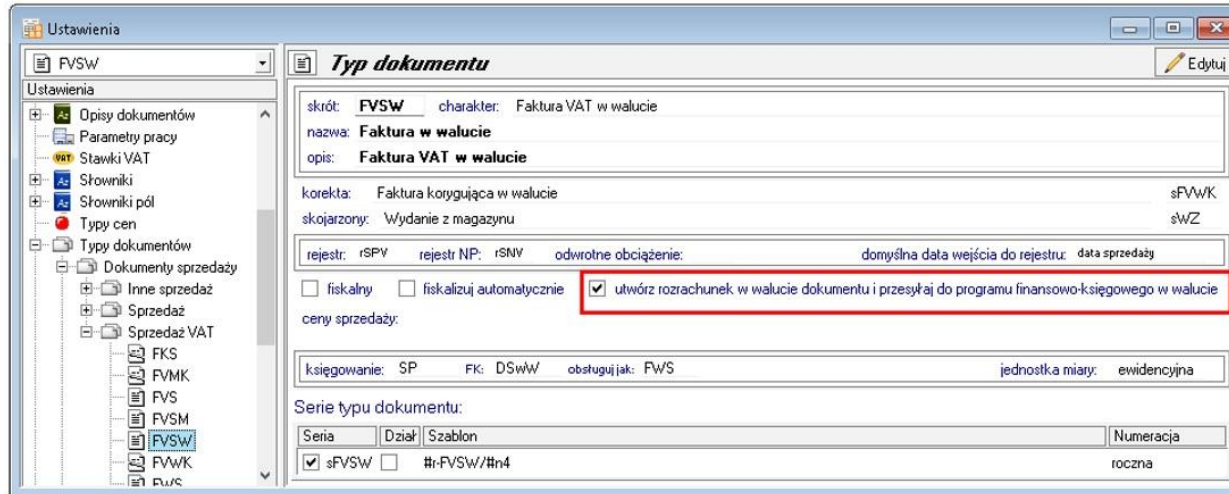 Ustawienia
FVSW
Typ dokumentu
Edytuj
Ustawienia
Opisy dokumentów
Parametry pracy
VAT Stawki VAT
Słowniki
Słowniki pól
Typy cen
Typy dokumentów
Dokumenty sprzedaży
Inne sprzedaż
Sprzedaż
Sprzedaż VAT
FKS
FVMK
FVS
FVSM
FVSW
FVWK
FWS
skrót: FVSW charakter: Faktura VAT w walucie
nazwa: Faktura w walucie
opis: Faktura VAT w walucie
korekta: Faktura korygująca w walucie sFVWK
skojarzony: Wydanie z magazynu sWZ
rejestr: rSPV rejestr NP: rSNV odwrotne obciążenie: domyślna data wejścia do rejestru: data sprzedaży
fiskalny fiskalizuj automatycznie utwórz rozrachunek w walucie dokumentu i przesyłaj do programu finansowo-księgowego w walucie
ceny sprzedaży:
księgowanie: SP FK: DSwW obsługuj jak: FWS jednostka miary: ewidencyjna
Serie typu dokumentu:
Seria Dział Szablon Numeracja
sFVSW #r-FVSW/#n4 roczna